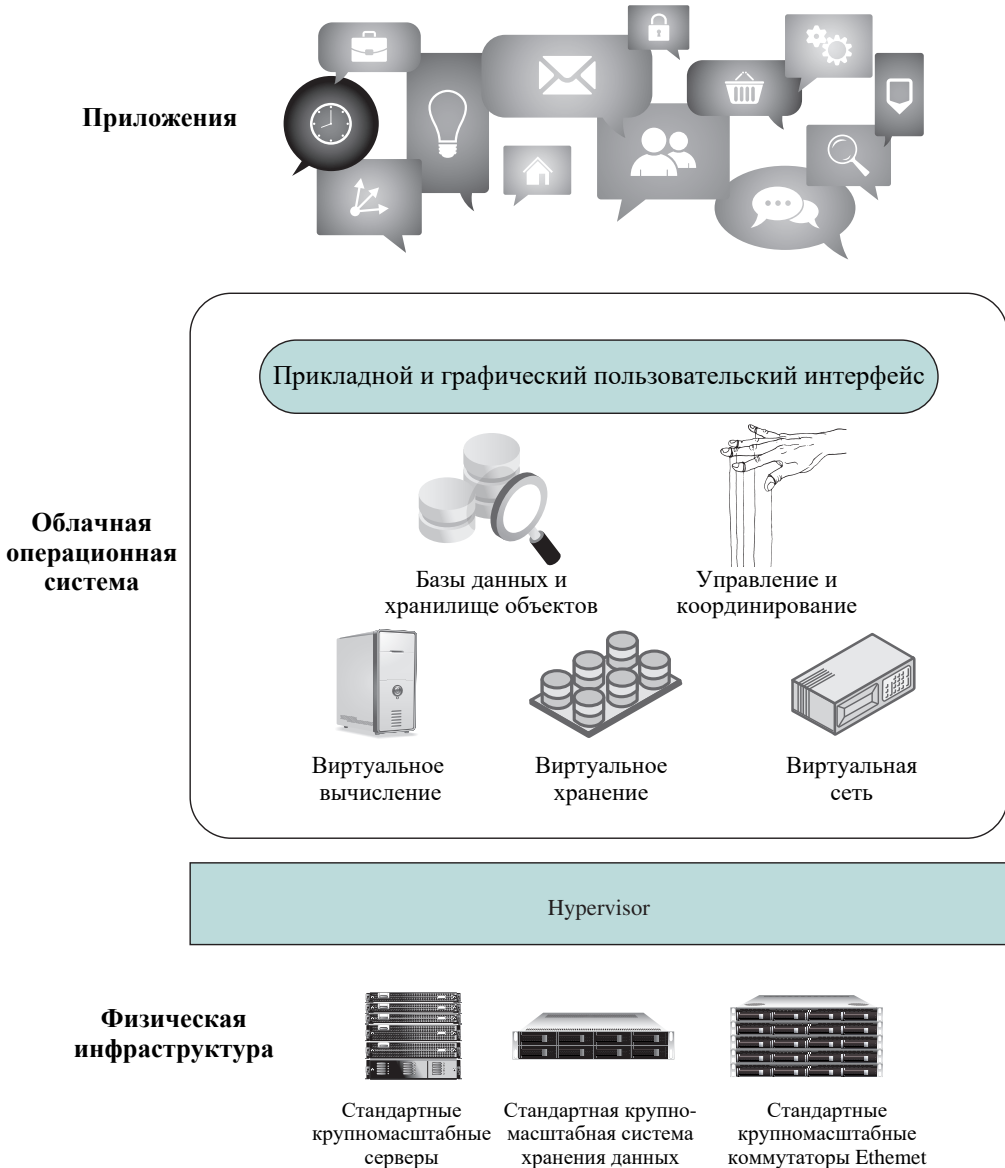 Приложения
Прикладной и графический пользовательский интерфейс
Облачная
операционная
система
Базы данных и
хранилище объектов
Управление и
координирование
Виртуальное
вычисление
Виртуальное
хранение
Виртуальная
сеть
Hypervisor
Физическая
инфраструктура
Стандартные
крупномасштабные
серверы
Стандартная крупно-
масштабная система
хранения данных
Стандартные
крупномасштабные
коммутаторы Ethemet